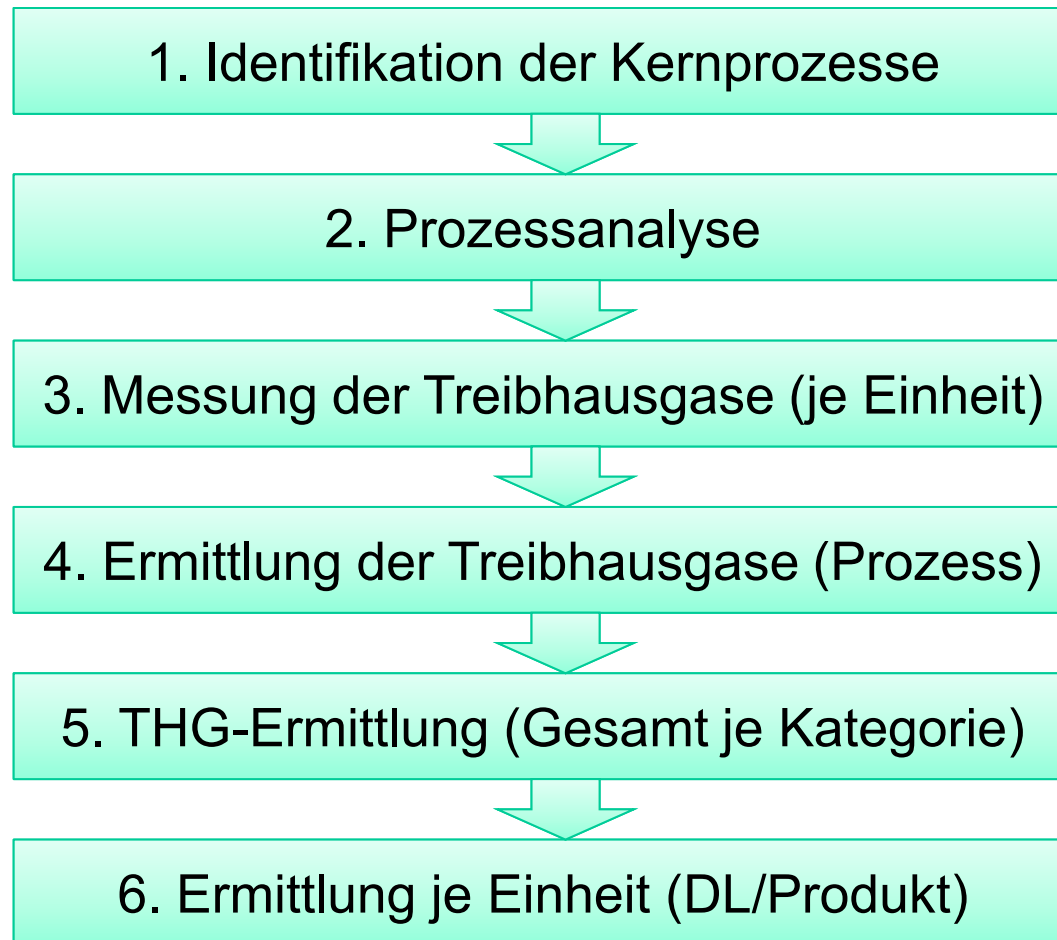 1. Identifikation der Kernprozesse
2. Prozessanalyse
3. Messung der Treibhausgase (je Einheit)
4. Ermittlung der Treibhausgase (Prozess)
5. THG-Ermittlung (Gesamt je Kategorie)
6. Ermittlung je Einheit (DL/Produkt)